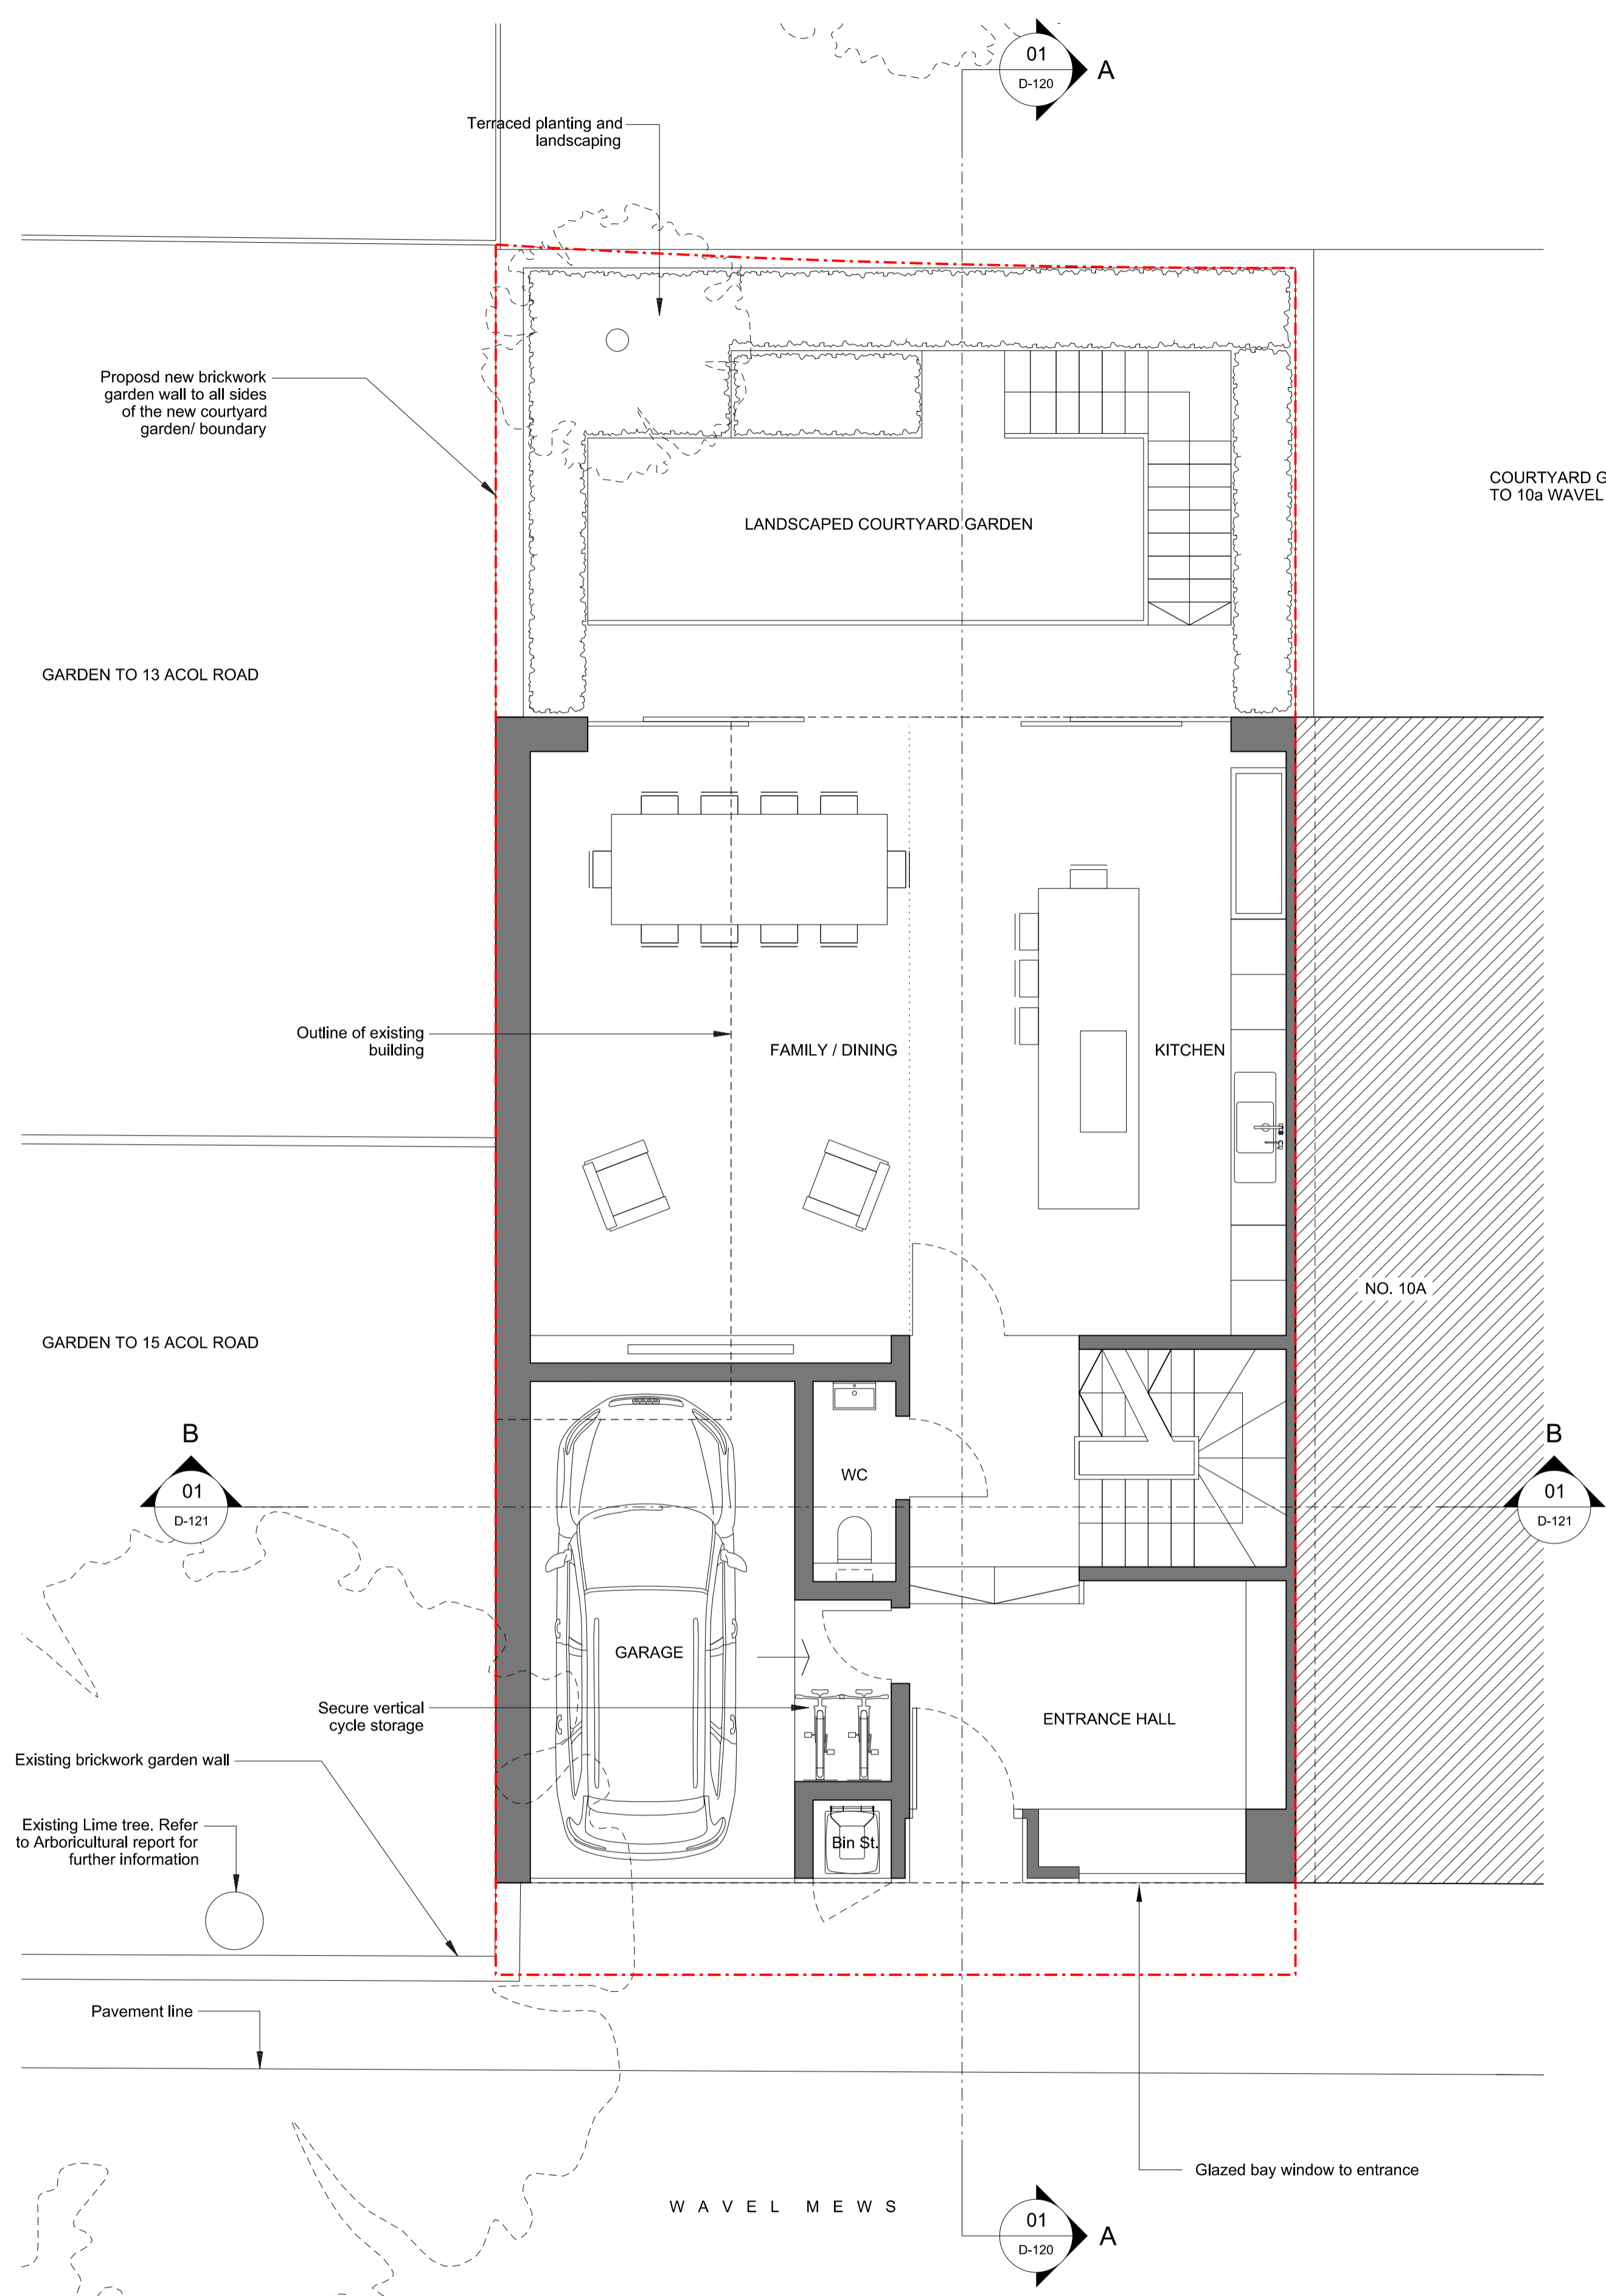 01
A
D-120
Terraced planting and
landscaping
Proposd new brickwork
garden wall to all sides
of the new courtyard
garden/ boundary
COURTYARD G
TO 10a WAVEL
LANDSCAPED COURTYARD GARDEN
GARDEN TO 13 ACOL ROAD
Outline of existing
building
FAMILY / DINING
KITCHEN
NO. 10A
GARDEN TO 15 ACOL ROAD
B
01
D-121
WC
B
01
D-121
GARAGE
Secure vertical
cycle storage
ENTRANCE HALL
Existing brickwork garden wall
Existing Lime tree. Refer
to Arboricultural report for
further information
Bin St.
Pavement line
Glazed bay window to entrance
WAVEL MEWS
01
A
D-120